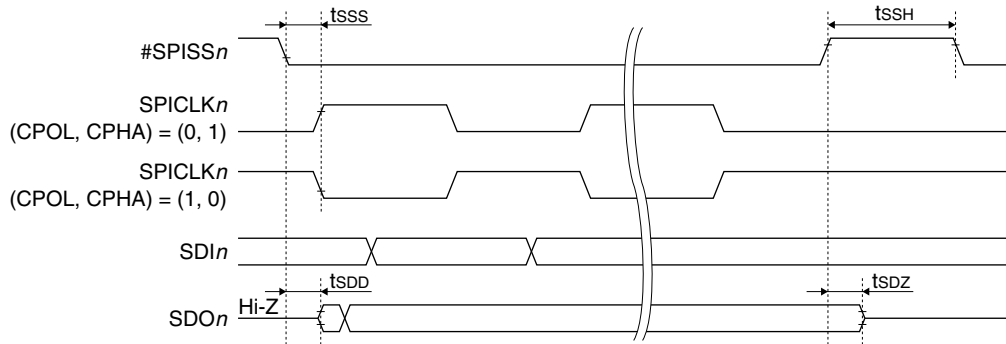 tSSS
tSSH
#SPISSn
SPICLKn
(CPOL, CPHA) = (0, 1)
SPICLKn
(CPOL, CPHA) = (1, 0)
SDIn
tSDD
tSDZ
Hi-Z
SDOn